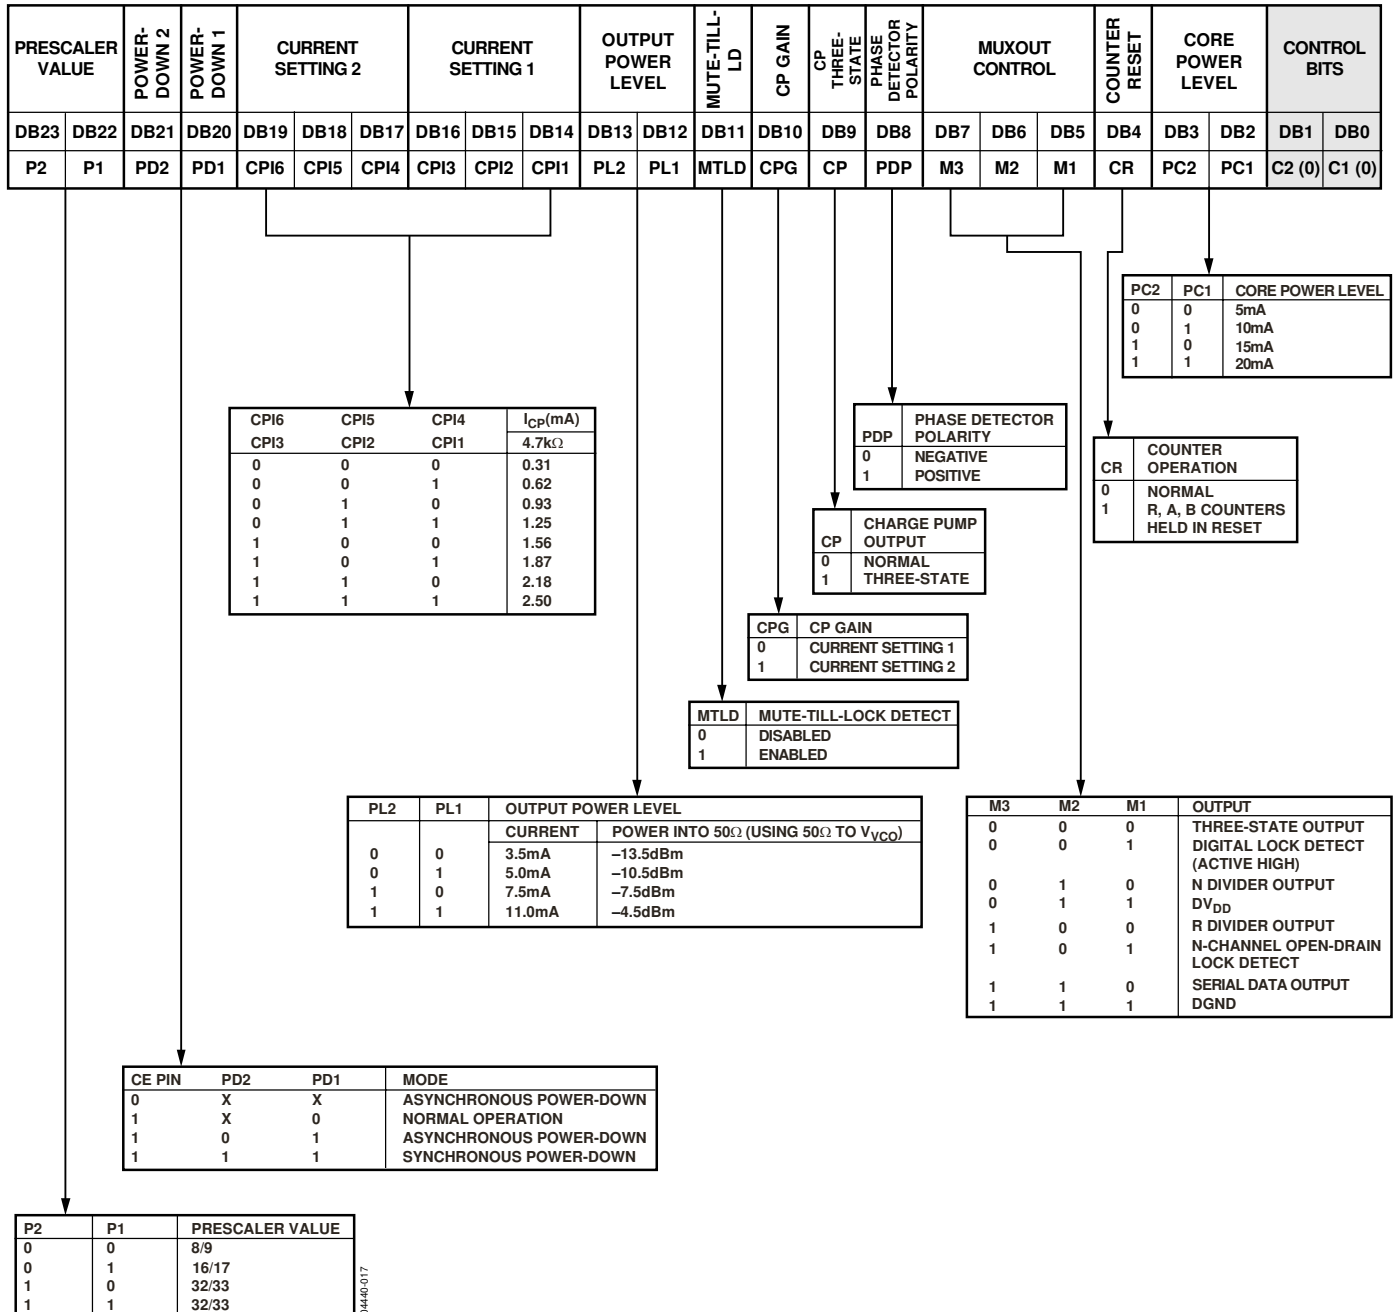 PRESCALER VALUE
POWER-DOWN 2
POWER-DOWN 1
CURRENT SETTING 2
CURRENT SETTING 1
OUTPUT POWER LEVEL
MUTE-TILL-LD
CP GAIN
CP THREE-STATE
PHASE DETECTOR POLARITY
MUXOUT CONTROL
COUNTER RESET
CORE POWER LEVEL
CONTROL BITS
DB23 DB22 DB21 DB20 DB19 DB18 DB17 DB16 DB15 DB14 DB13 DB12 DB11 DB10 DB9 DB8 DB7 DB6 DB5 DB4 DB3 DB2 DB1 DB0
P2 P1 PD2 PD1 CPI6 CPI5 CPI4 CPI3 CPI2 CPI1 PL2 PL1 MTLD CPG CP PDP M3 M2 M1 CR PC2 PC1 C2 (0) C1 (0)
PC2 PC1 CORE POWER LEVEL
0 0 5mA
0 1 10mA
1 0 15mA
1 1 20mA
CPI6 CPI5 CPI4 ICP(mA)
CPI3 CPI2 CPI1 4.7kΩ
0 0 0 0.31
0 0 1 0.62
0 1 0 0.93
0 1 1 1.25
1 0 0 1.56
1 0 1 1.87
1 1 0 2.18
1 1 1 2.50
PHASE DETECTOR
PDP POLARITY
0 NEGATIVE
1 POSITIVE
COUNTER
CR OPERATION
0 NORMAL
1 R, A, B COUNTERS
HELD IN RESET
CHARGE PUMP
CP OUTPUT
0 NORMAL
1 THREE-STATE
CPG CP GAIN
0 CURRENT SETTING 1
1 CURRENT SETTING 2
MTLD MUTE-TILL-LOCK DETECT
0 DISABLED
1 ENABLED
PL2 PL1 OUTPUT POWER LEVEL
CURRENT POWER INTO 50Ω (USING 50Ω TO VVCO)
0 0 3.5mA –13.5dBm
0 1 5.0mA –10.5dBm
1 0 7.5mA –7.5dBm
1 1 11.0mA –4.5dBm
M3 M2 M1 OUTPUT
0 0 0 THREE-STATE OUTPUT
0 0 1 DIGITAL LOCK DETECT
(ACTIVE HIGH)
0 1 0 N DIVIDER OUTPUT
0 1 1 DVDD
1 0 0 R DIVIDER OUTPUT
1 0 1 N-CHANNEL OPEN-DRAIN
LOCK DETECT
1 1 0 SERIAL DATA OUTPUT
1 1 1 DGND
CE PIN PD2 PD1 MODE
0 X X ASYNCHRONOUS POWER-DOWN
1 X 0 NORMAL OPERATION
1 0 1 ASYNCHRONOUS POWER-DOWN
1 1 1 SYNCHRONOUS POWER-DOWN
P2 P1 PRESCALER VALUE
0 0 8/9
0 1 16/17
1 0 32/33
1 1 32/33
04440-017